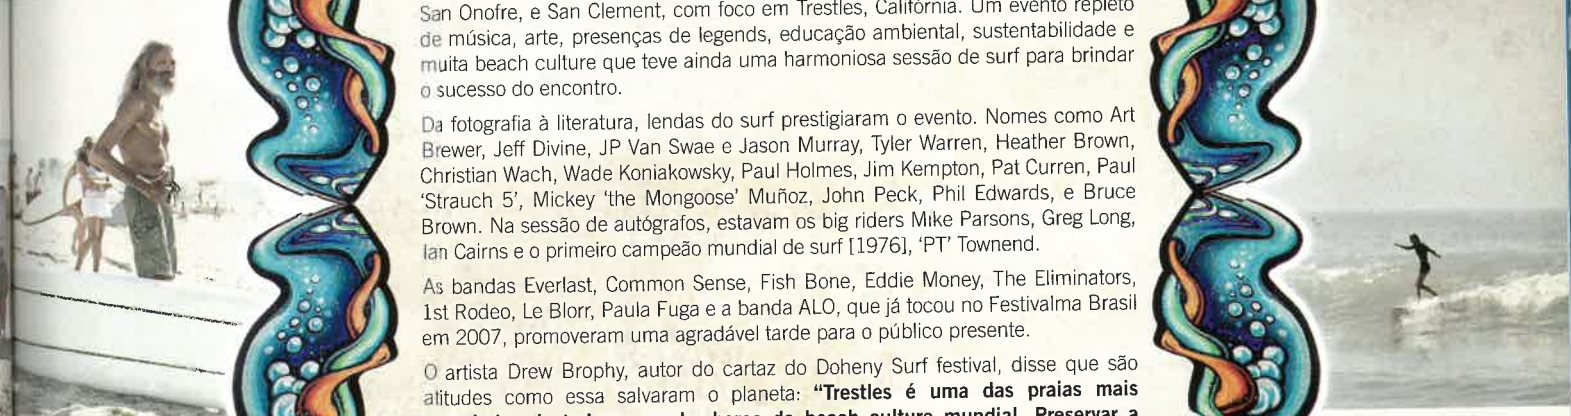 San Onofre, e San Clement, com foco em Trestles, Califórnia. Um evento repleto
de música, arte, presenças de legends, educação ambiental, sustentabilidade e
muita beach culture que teve ainda uma harmoniosa sessão de surf para brindar
o sucesso do encontro.
Da fotografia à literatura, lendas do surf prestigiaram o evento. Nomes como Art
Brewer, Jeff Divine, JP Van Swae e Jason Murray, Tyler Warren, Heather Brown,
Christian Wach, Wade Koniakowsky, Paul Holmes, Jim Kempton, Pat Curren, Paul
‘Strauch 5’, Mickey ‘the Mongoose’ Muñoz, John Peck, Phil Edwards, e Bruce
Brown. Na sessão de autógrafos, estavam os big riders Mike Parsons, Greg Long,
Ian Cairns e o primeiro campeão mundial de surf [1976], ‘PT’ Townend.
As bandas Everlast, Common Sense, Fish Bone, Eddie Money, The Eliminators,
1st Rodeo, Le Blorr, Paula Fuga e a banda ALO, que já tocou no Festivalma Brasil
em 2007, promoveram uma agradável tarde para o público presente.
O artista Drew Brophy, autor do cartaz do Doheny Surf festival, disse que são
atitudes como essa salvaram o planeta: “Trestles é uma das praias mais
beach culture mundial. Preservar a